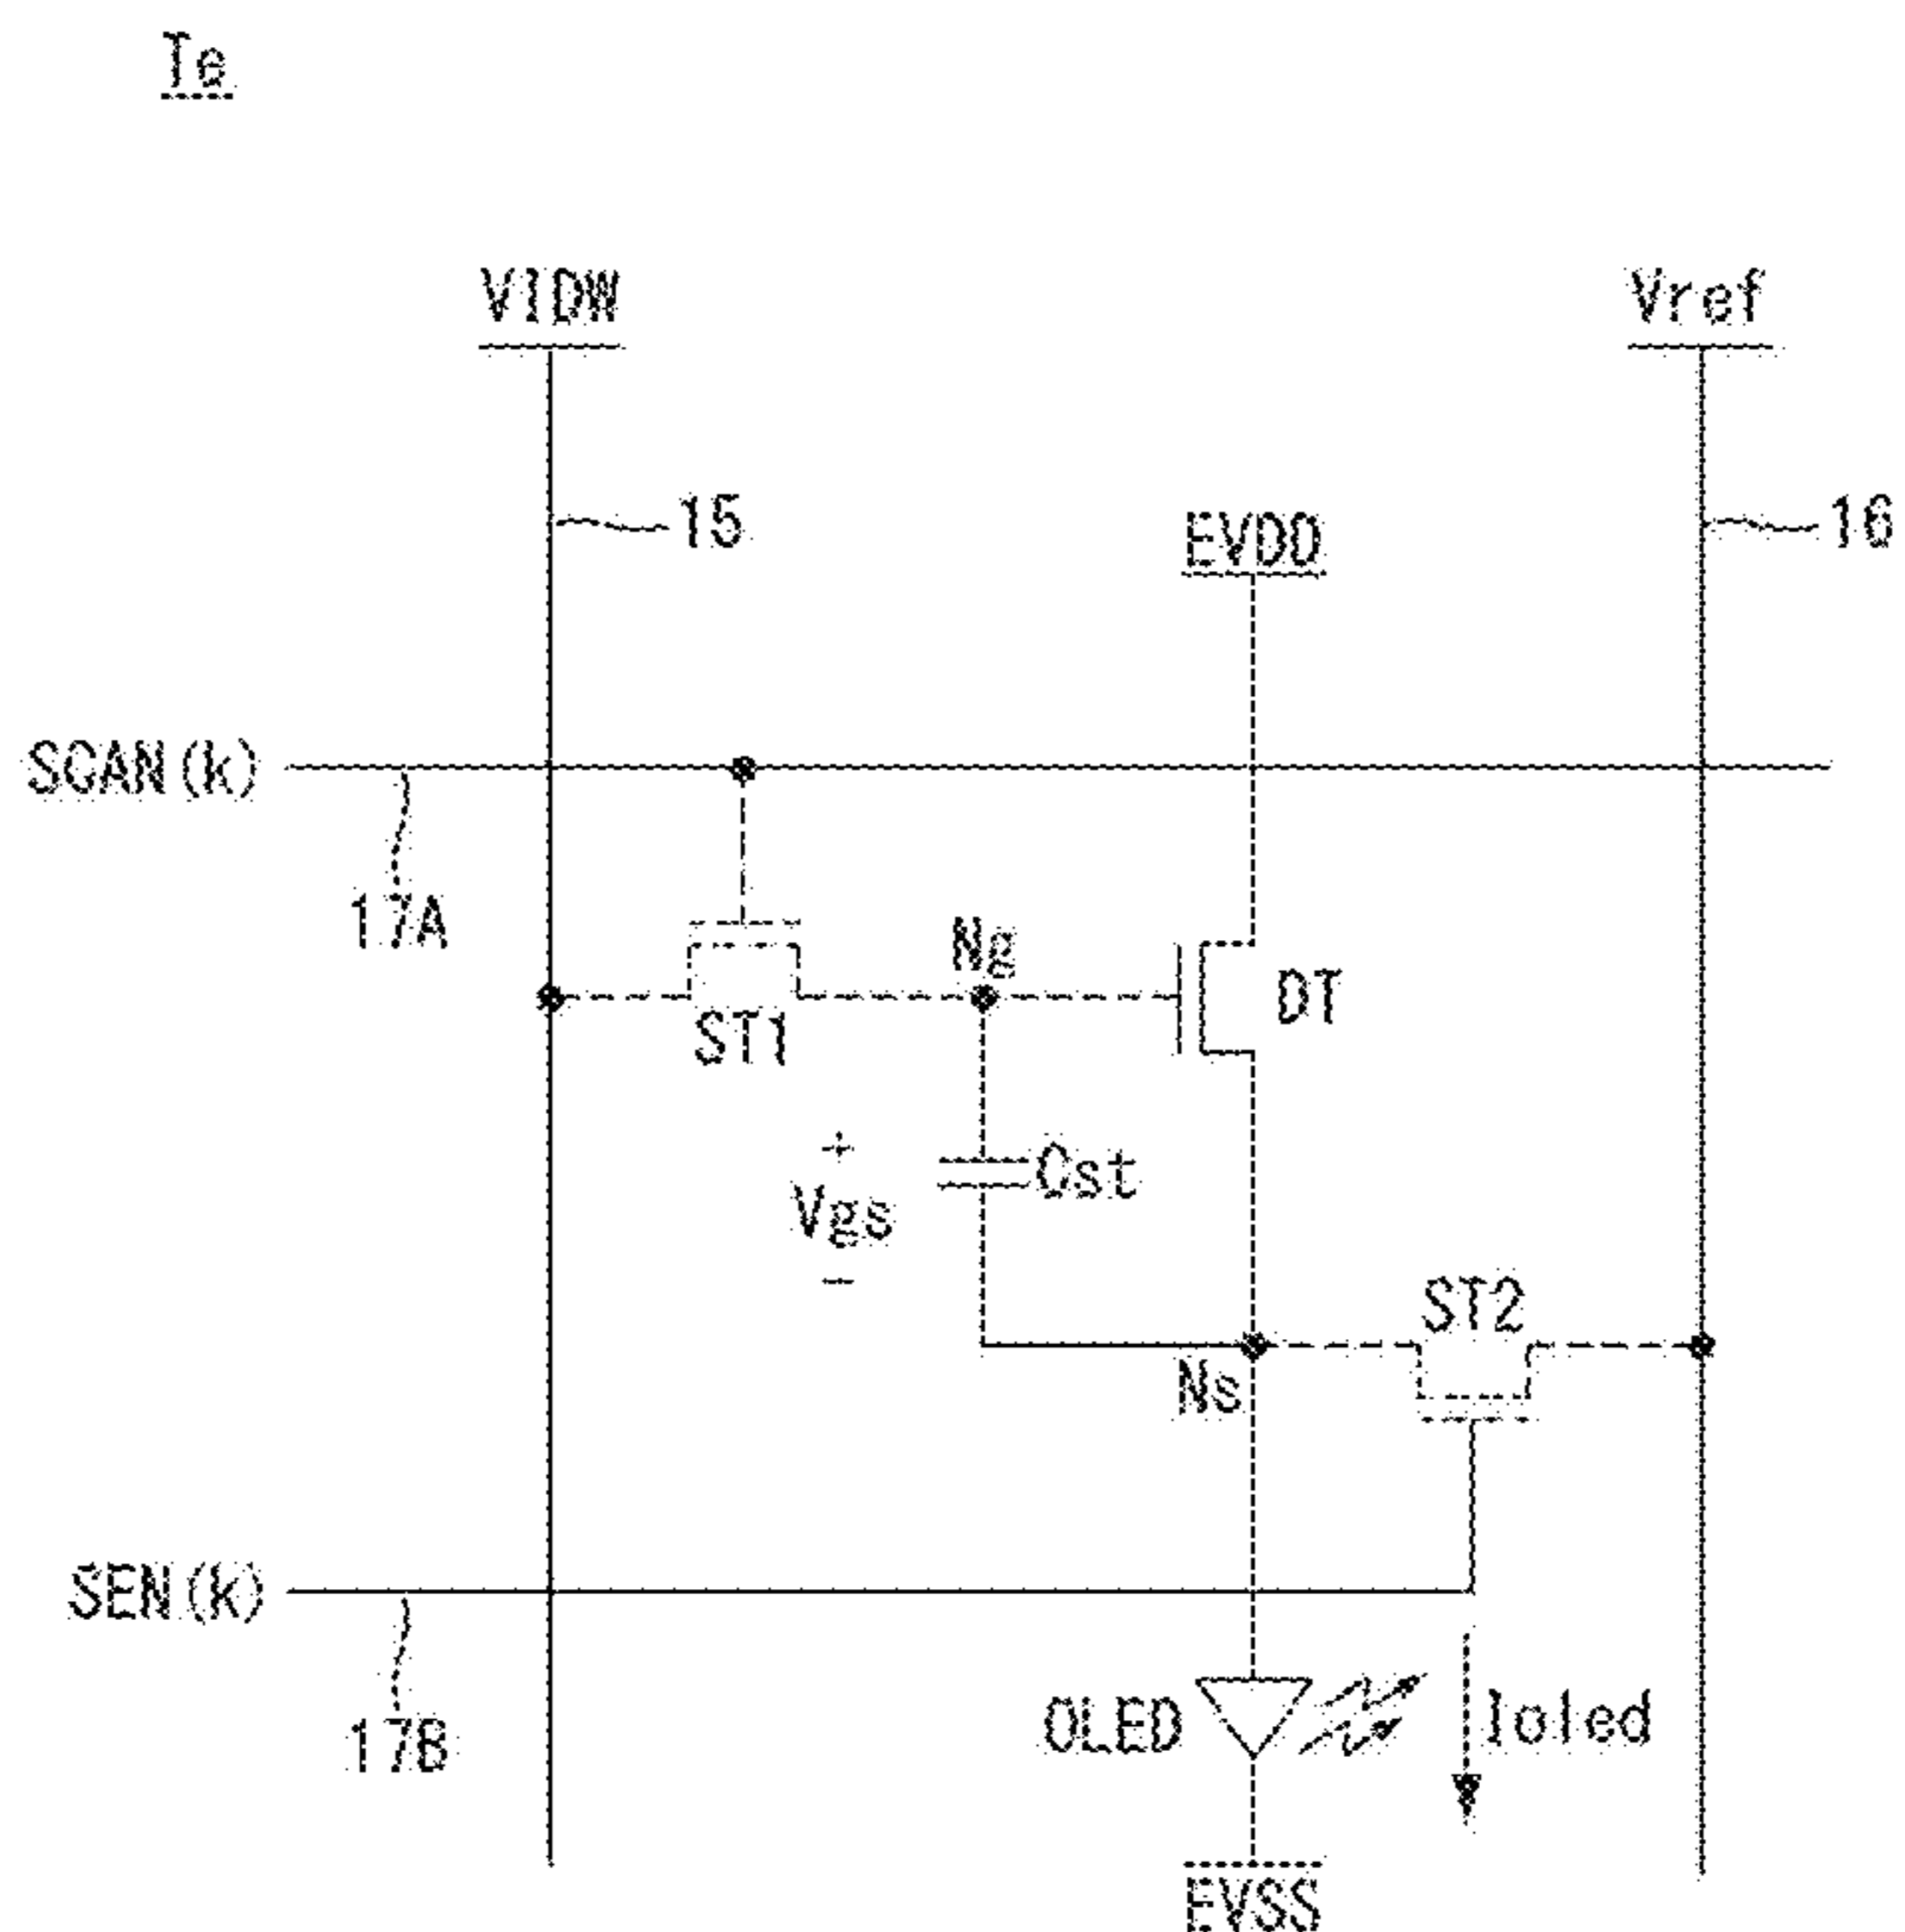 Te
VIDW
Vref
15
EVDD
16
SCAN(k)
17A
Ng
DT
ST1
+
Vgs
−
Cst
ST2
Ns
SEN(k)
17B
OLED
Ioled
EVSS